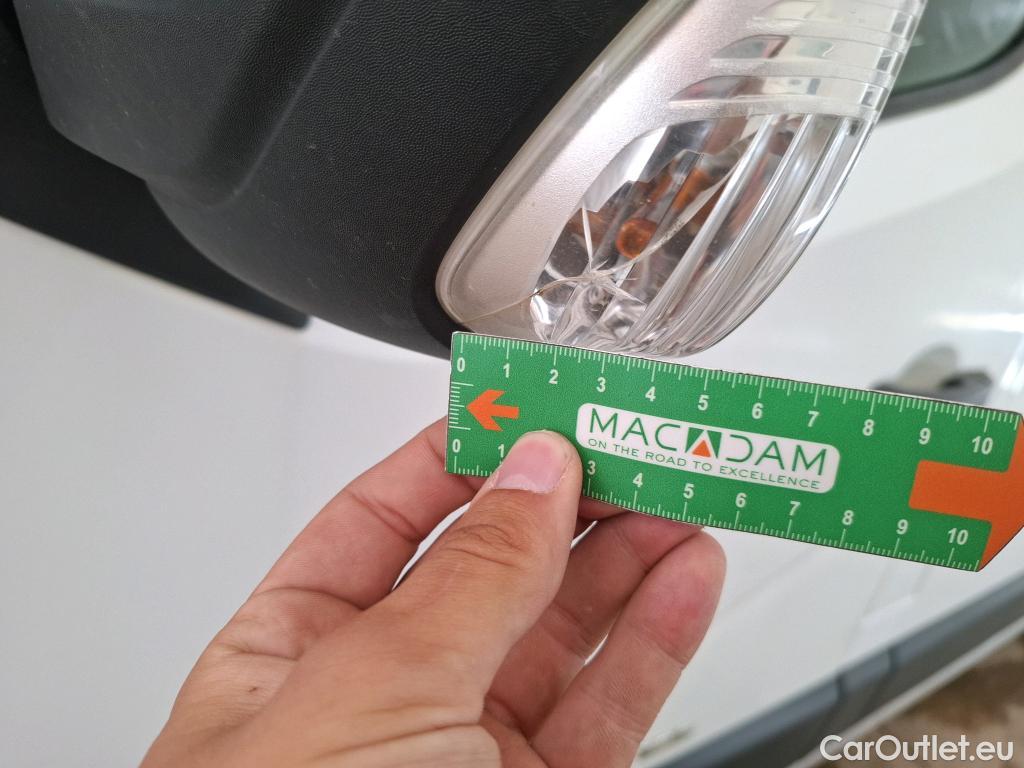 0 1 2 3 4 5 6 7 8 9 10
MACADAM
ON THE ROAD TO EXCELLENCE
0 1 3 4 5 6 7 8 9 10
CarOutlet.eu